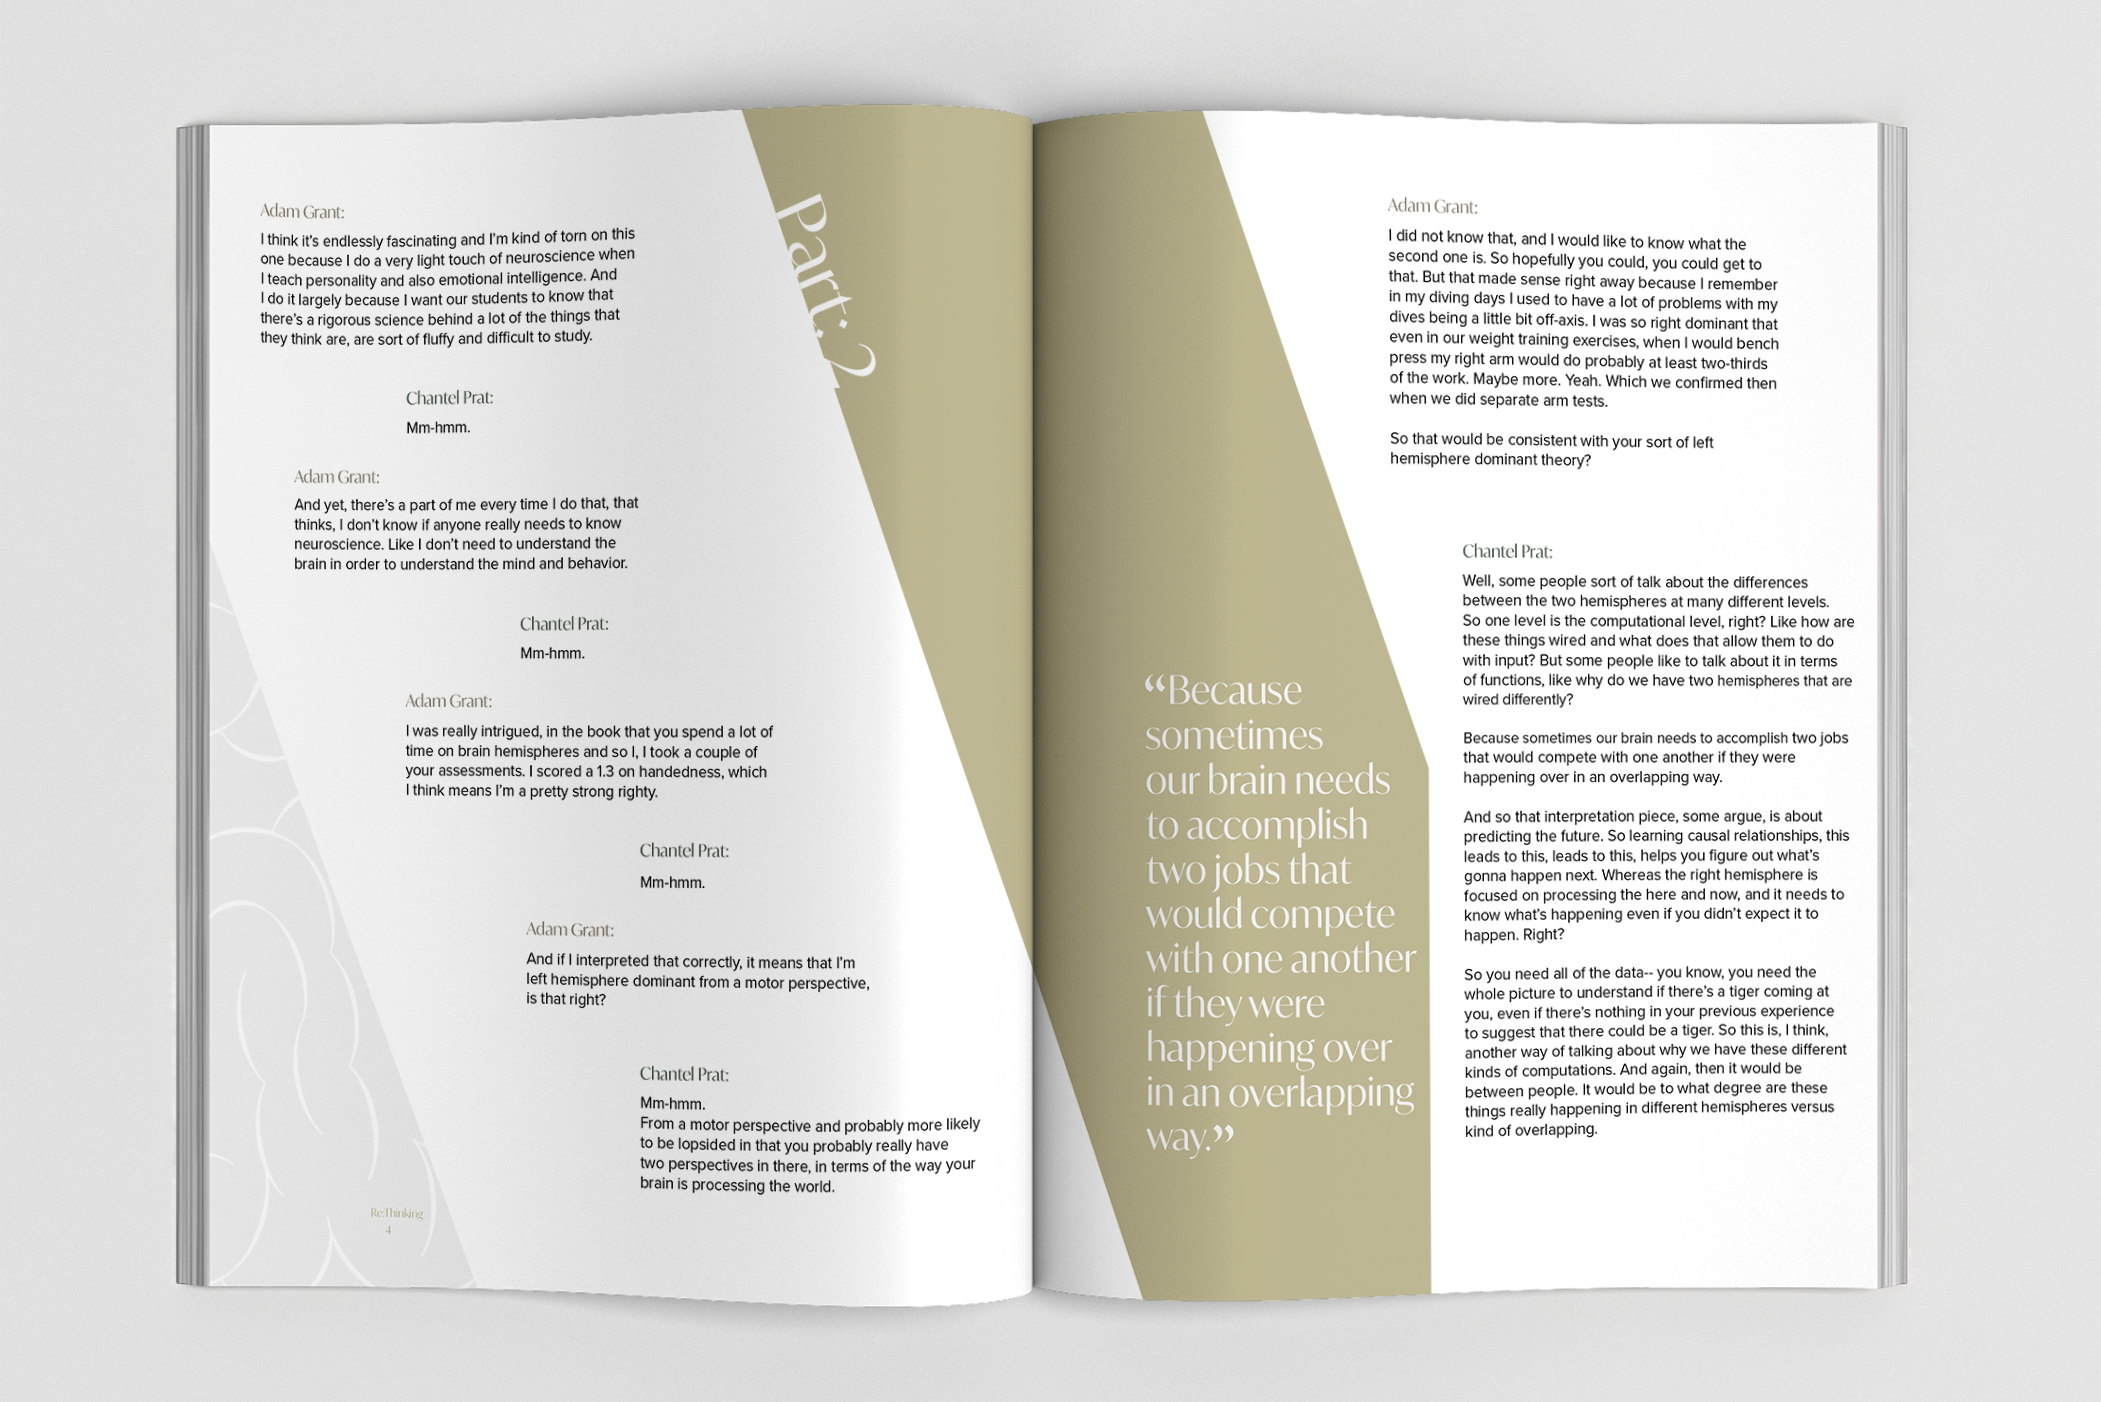 Adam Grant:
I think it's endlessly fascinating and I'm kind of torn on this
one because I do a very light touch of neuroscience when
I teach personality and also emotional intelligence. And
I do it largely because I want our students to know that
there's a rigorous science behind a lot of the things that
they think are, are sort of fluffy and difficult to study.
Chantel Prat:
Mm-hmm.
Adam Grant:
And yet, there's a part of me every time I do that, that
thinks, I don't know if anyone really needs to know
neuroscience. Like I don't need to understand the
brain in order to understand the mind and behavior.
Chantel Prat:
Mm-hmm.
Adam Grant:
I was really intrigued, in the book that you spend a lot of
time on brain hemispheres and so I, I took a couple of
your assessments. I scored a 1.3 on handedness, which
I think means I'm a pretty strong righty.
Chantel Prat:
Mm-hmm.
Adam Grant:
And if I interpreted that correctly, it means that I'm
left hemisphere dominant from a motor perspective,
is that right?
Chantel Prat:
Mm-hmm.
From a motor perspective and probably more likely
to be lopsided in that you probably really have
two perspectives in there, in terms of the way your
brain is processing the world.
Re:Thinking
4
Part: 2
“Because
sometimes
our brain needs
to accomplish
two jobs that
would compete
with one another
if they were
happening over
in an overlapping
way.”
Adam Grant:
I did not know that, and I would like to know what the
second one is. So hopefully you could, you could get to
that. But that made sense right away because I remember
in my diving days I used to have a lot of problems with my
dives being a little bit off-axis. I was so right dominant that
even in our weight training exercises, when I would bench
press my right arm would do probably at least two-thirds
of the work. Maybe more. Yeah. Which we confirmed then
when we did separate arm tests.
So that would be consistent with your sort of left
hemisphere dominant theory?
Chantel Prat:
Well, some people sort of talk about the differences
between the two hemispheres at many different levels.
So one level is the computational level, right? Like how are
these things wired and what does that allow them to do
with input? But some people like to talk about it in terms
of functions, like why do we have two hemispheres that are
wired differently?
Because sometimes our brain needs to accomplish two jobs
that would compete with one another if they were
happening over in an overlapping way.
And so that interpretation piece, some argue, is about
predicting the future. So learning causal relationships, this
leads to this, leads to this, helps you figure out what's
gonna happen next. Whereas the right hemisphere is
focused on processing the here and now, and it needs to
know what's happening even if you didn't expect it to
happen. Right?
So you need all of the data-- you know, you need the
whole picture to understand if there's a tiger coming at
you, even if there's nothing in your previous experience
to suggest that there could be a tiger. So this is, I think,
another way of talking about why we have these different
kinds of computations. And again, then it would be
between people. It would be to what degree are these
things really happening in different hemispheres versus
kind of overlapping.